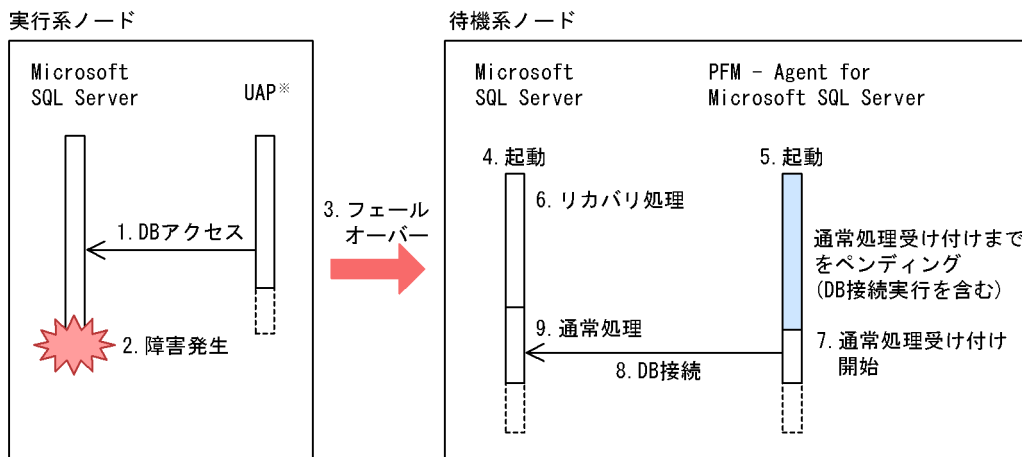 実行系ノード
待機系ノード
Microsoft
SQL Server
UAP※
Microsoft
SQL Server
PFM - Agent for
Microsoft SQL Server
1.DBアクセス
2.障害発生
3.フェール
オーバー
4.起動
5.起動
6.リカバリ処理
通常処理受け付けまで
をペンディング
(DB接続実行を含む)
9.通常処理
7.通常処理受け付け
開始
8.DB接続